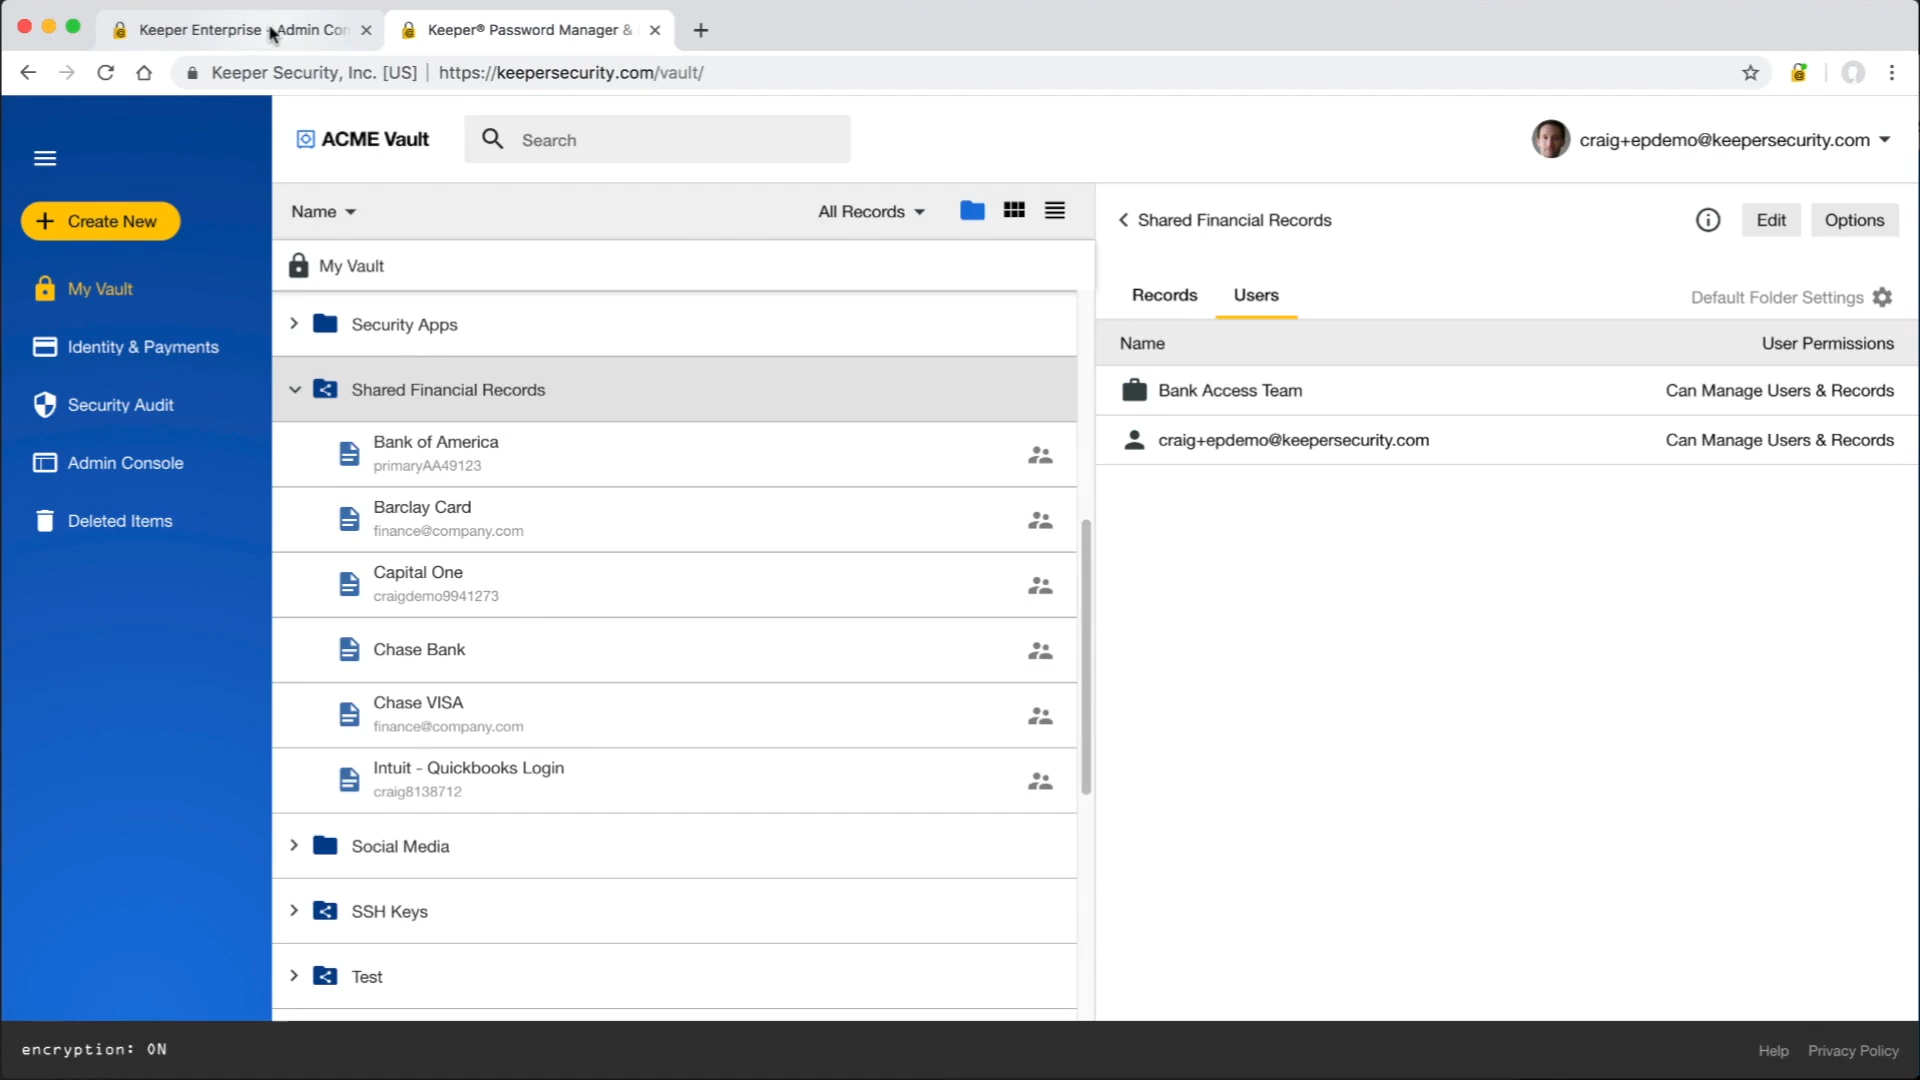 Keeper Enterprise - Admin Con
Keeper® Password Manager &
Keeper Security, Inc. [US] | https://keepersecurity.com/vault/
ACME Vault
Search
craig+epdemo@keepersecurity.com
Create New
My Vault
Identity & Payments
Security Audit
Admin Console
Deleted Items
Name
All Records
My Vault
Security Apps
Shared Financial Records
Bank of America
primaryAA49123
Barclay Card
finance@company.com
Capital One
craigdemo9941273
Chase Bank
Chase VISA
finance@company.com
Intuit - Quickbooks Login
craig8138712
Social Media
SSH Keys
Test
Shared Financial Records
Edit
Options
Records
Users
Default Folder Settings
Name
User Permissions
Bank Access Team
Can Manage Users & Records
craig+epdemo@keepersecurity.com
Can Manage Users & Records
encryption: ON
Help
Privacy Policy